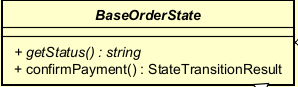 BaseOrderState
+ getStatus() : string
+ confirmPayment() : StateTransitionResult